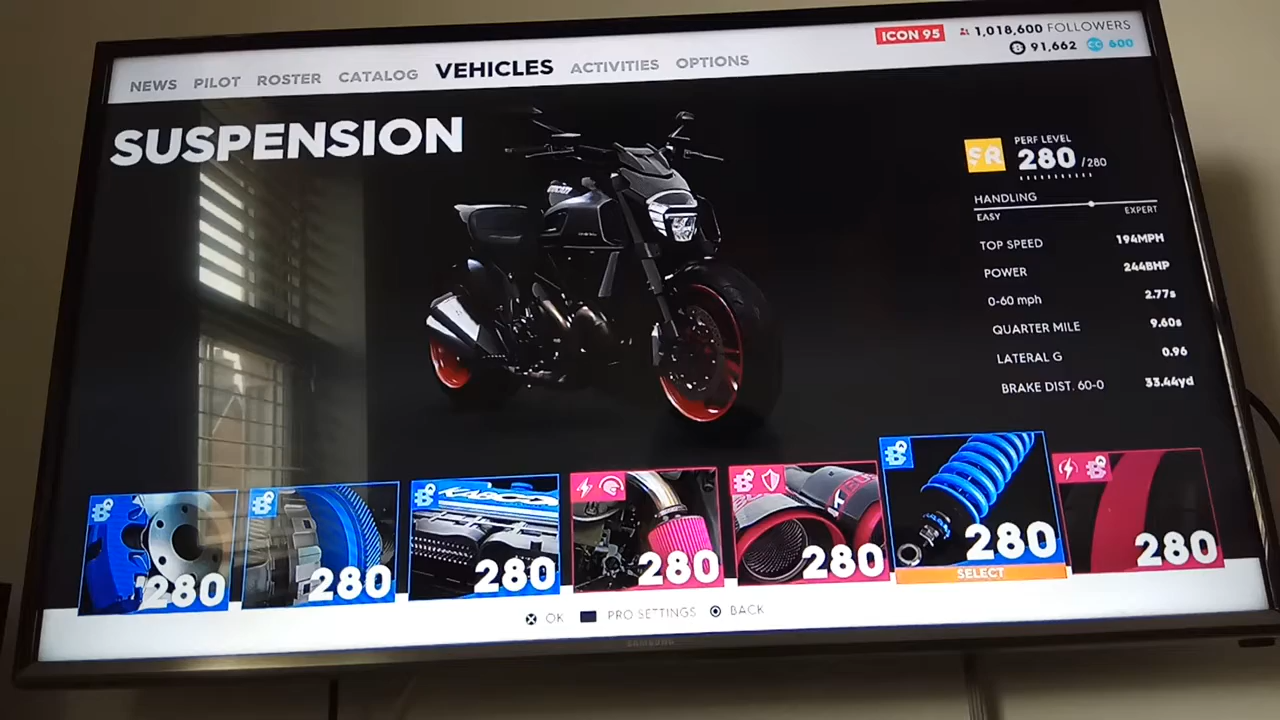 ICON 95 1,018,600 FOLLOWERS
91,662 CC 600
NEWS PILOT ROSTER CATALOG VEHICLES ACTIVITIES OPTIONS
SUSPENSION
SR PERF LEVEL
280 /280
HANDLING
EASY EXPERT
TOP SPEED 194MPH
POWER 244BHP
0-60 mph 2.77s
QUARTER MILE 9.60s
LATERAL G 0.96
BRAKE DIST. 60-0 33.44yd
280 280 280 280 280 280 280
SELECT
OK PRO SETTINGS BACK
SAMSUNG